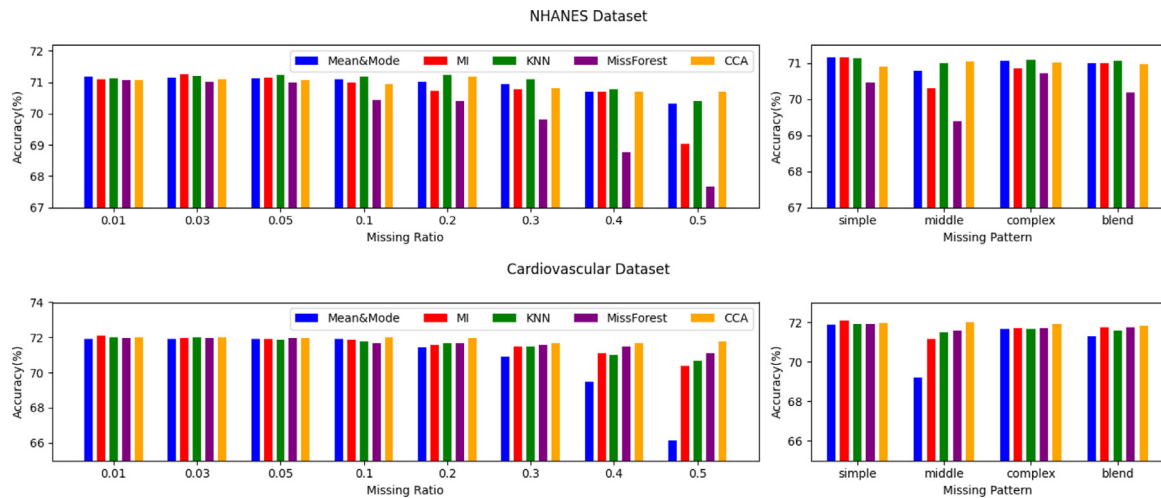 NHANES Dataset
72
71
70
69
68
67
Accuracy(%)
Mean&Mode MI KNN MissForest CCA
0.01 0.03 0.05 0.1 0.2 0.3 0.4 0.5
Missing Ratio
71
70
69
68
67
Accuracy(%)
simple middle complex blend
Missing Pattern
Cardiovascular Dataset
74
72
70
68
66
Accuracy(%)
Mean&Mode MI KNN MissForest CCA
0.01 0.03 0.05 0.1 0.2 0.3 0.4 0.5
Missing Ratio
72
70
68
66
Accuracy(%)
simple middle complex blend
Missing Pattern